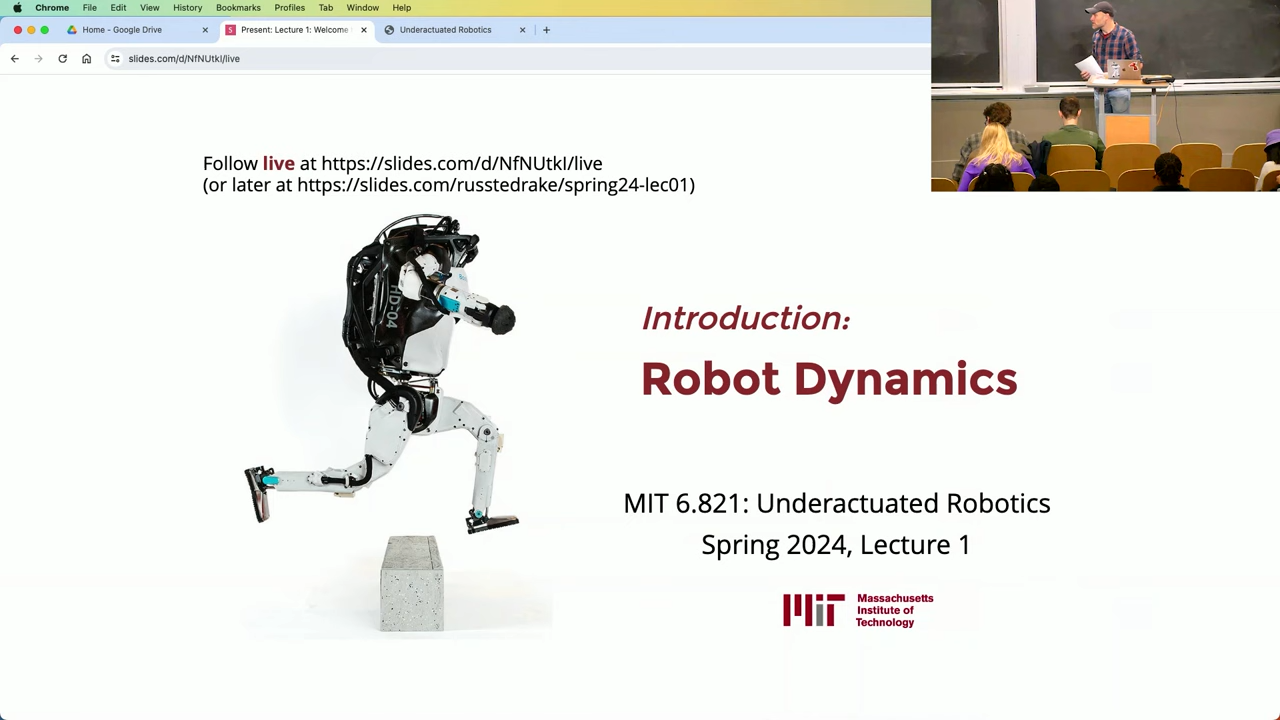 Chrome File Edit View History Bookmarks Profiles Tab Window Help
Home - Google Drive
Present: Lecture 1: Welcome
Underactuated Robotics
slides.com/d/NfNUtkI/live
Follow live at https://slides.com/d/NfNUtkI/live
(or later at https://slides.com/russtedrake/spring24-lec01)
HD-04
Introduction:
Robot Dynamics
MIT 6.821: Underactuated Robotics
Spring 2024, Lecture 1
Massachusetts
Institute of
Technology